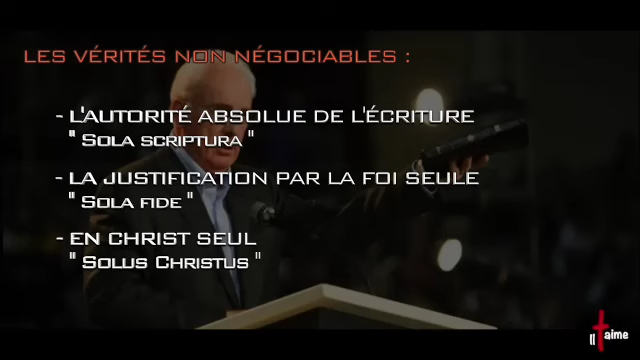 LES VÉRITÉS NON NÉGOCIABLES :
- L'AUTORITÉ ABSOLUE DE L'ÉCRITURE
" SOLA SCRIPTURA "
- LA JUSTIFICATION PAR LA FOI SEULE
" SOLA FIDE "
- EN CHRIST SEUL
" SOLUS CHRISTUS "
Il t'aime